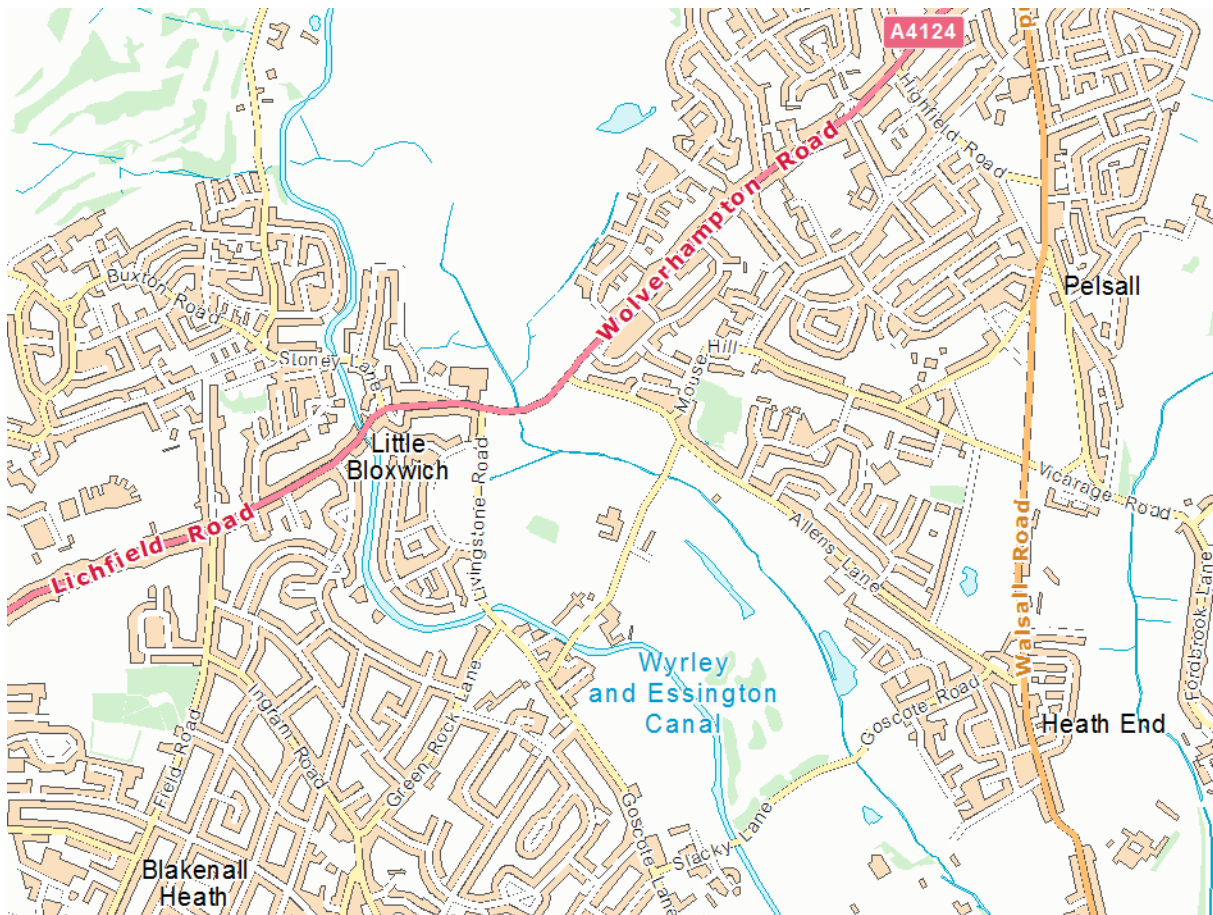 A4124
Highfield Road
Wolverhampton Road
Pelsall
Buxton Road
Stoney Lane
Mouse Hill
Little
Bloxwich
Livingstone Road
Vicarage Road
Lichfield Road
Allens Lane
Walsall Road
Fordbrook Lane
Wyrley
and Essington
Canal
Goscote Road
Heath End
Ingram Road
Green Rock Lane
Field Road
Goscote Lane
Slacky Lane
Blakenall
Heath